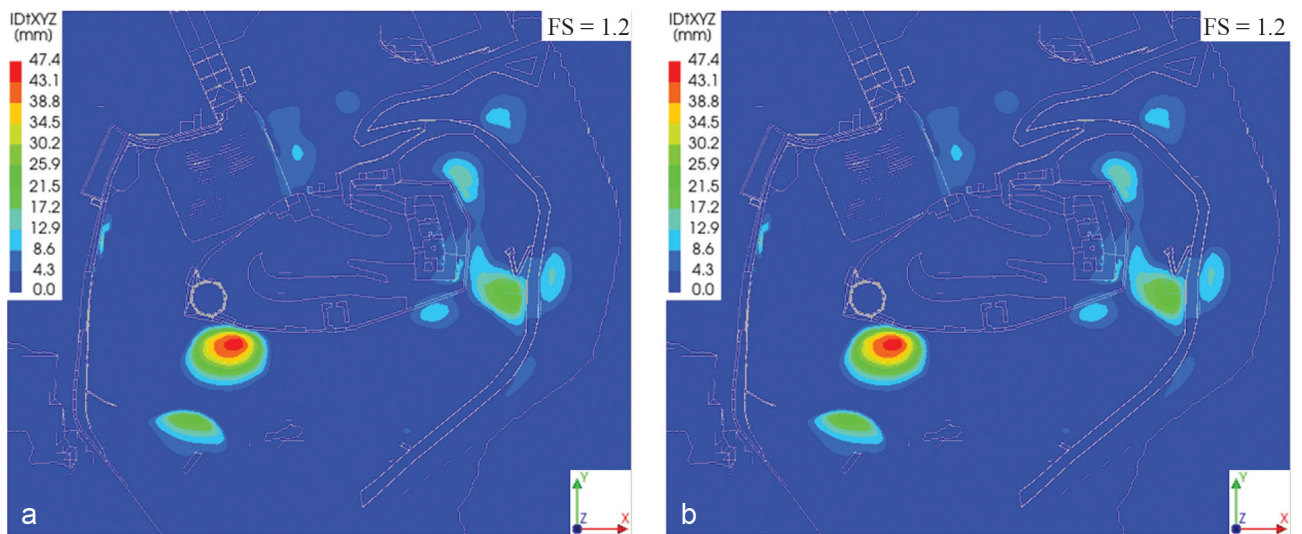 IDtXYZ
(mm)
47.4
43.1
38.8
34.5
30.2
25.9
21.5
17.2
12.9
8.6
4.3
0.0
FS = 1.2
Y
Z
X
a
IDtXYZ
(mm)
47.4
43.1
38.8
34.5
30.2
25.9
21.5
17.2
12.9
8.6
4.3
0.0
FS = 1.2
Y
Z
X
b